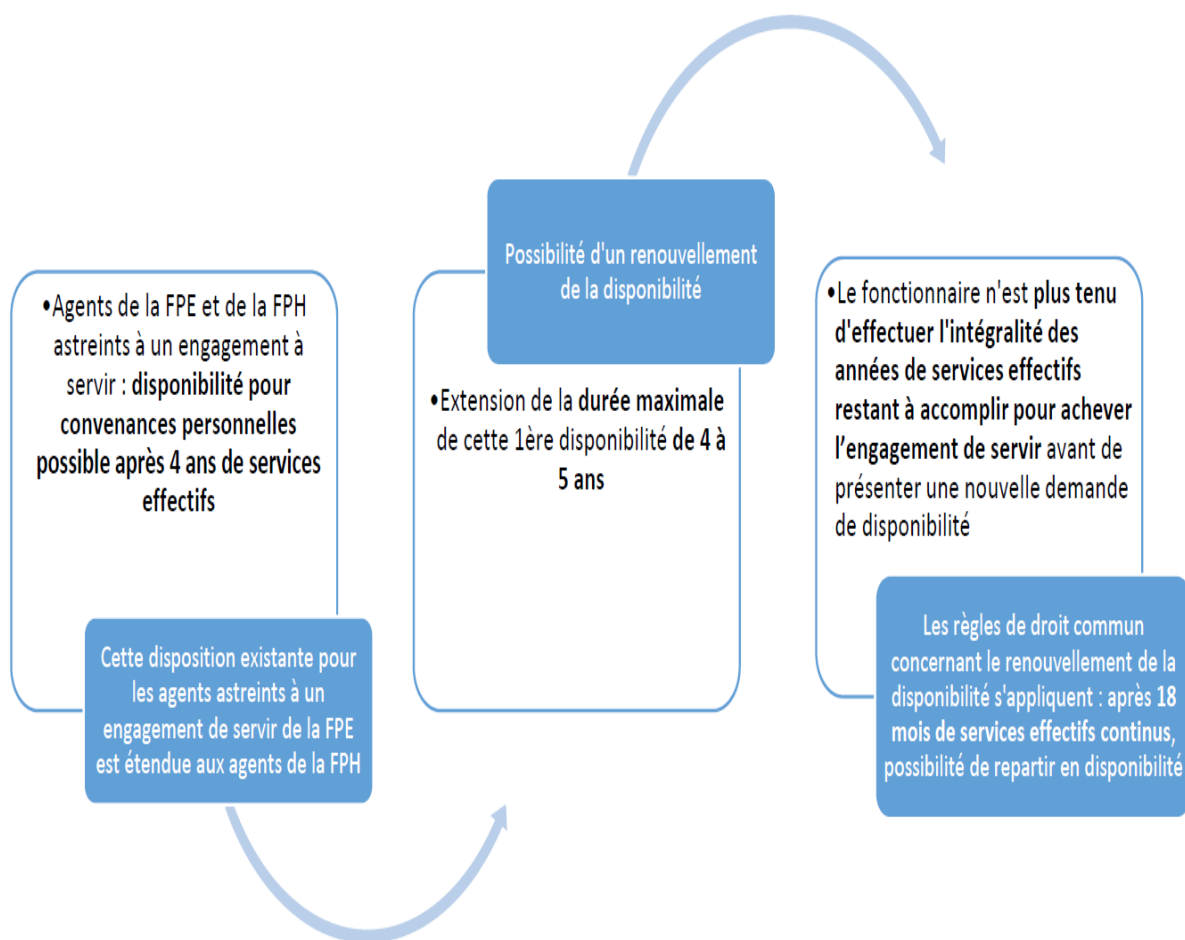 •Agents de la FPE et de la FPH
astreints à un engagement à
servir : disponibilité pour
convenances personnelles
possible après 4 ans de services
effectifs
Cette disposition existante pour
les agents astreints à un
engagement de servir de la FPE
est étendue aux agents de la FPH
Possibilité d'un renouvellement
de la disponibilité
•Extension de la durée maximale
de cette 1ère disponibilité de 4 à
5 ans
•Le fonctionnaire n'est plus tenu
d'effectuer l'intégralité des
années de services effectifs
restant à accomplir pour achever
l’engagement de servir avant de
présenter une nouvelle demande
de disponibilité
Les règles de droit commun
concernant le renouvellement de la
disponibilité s'appliquent : après 18
mois de services effectifs continus,
possibilité de repartir en disponibilité